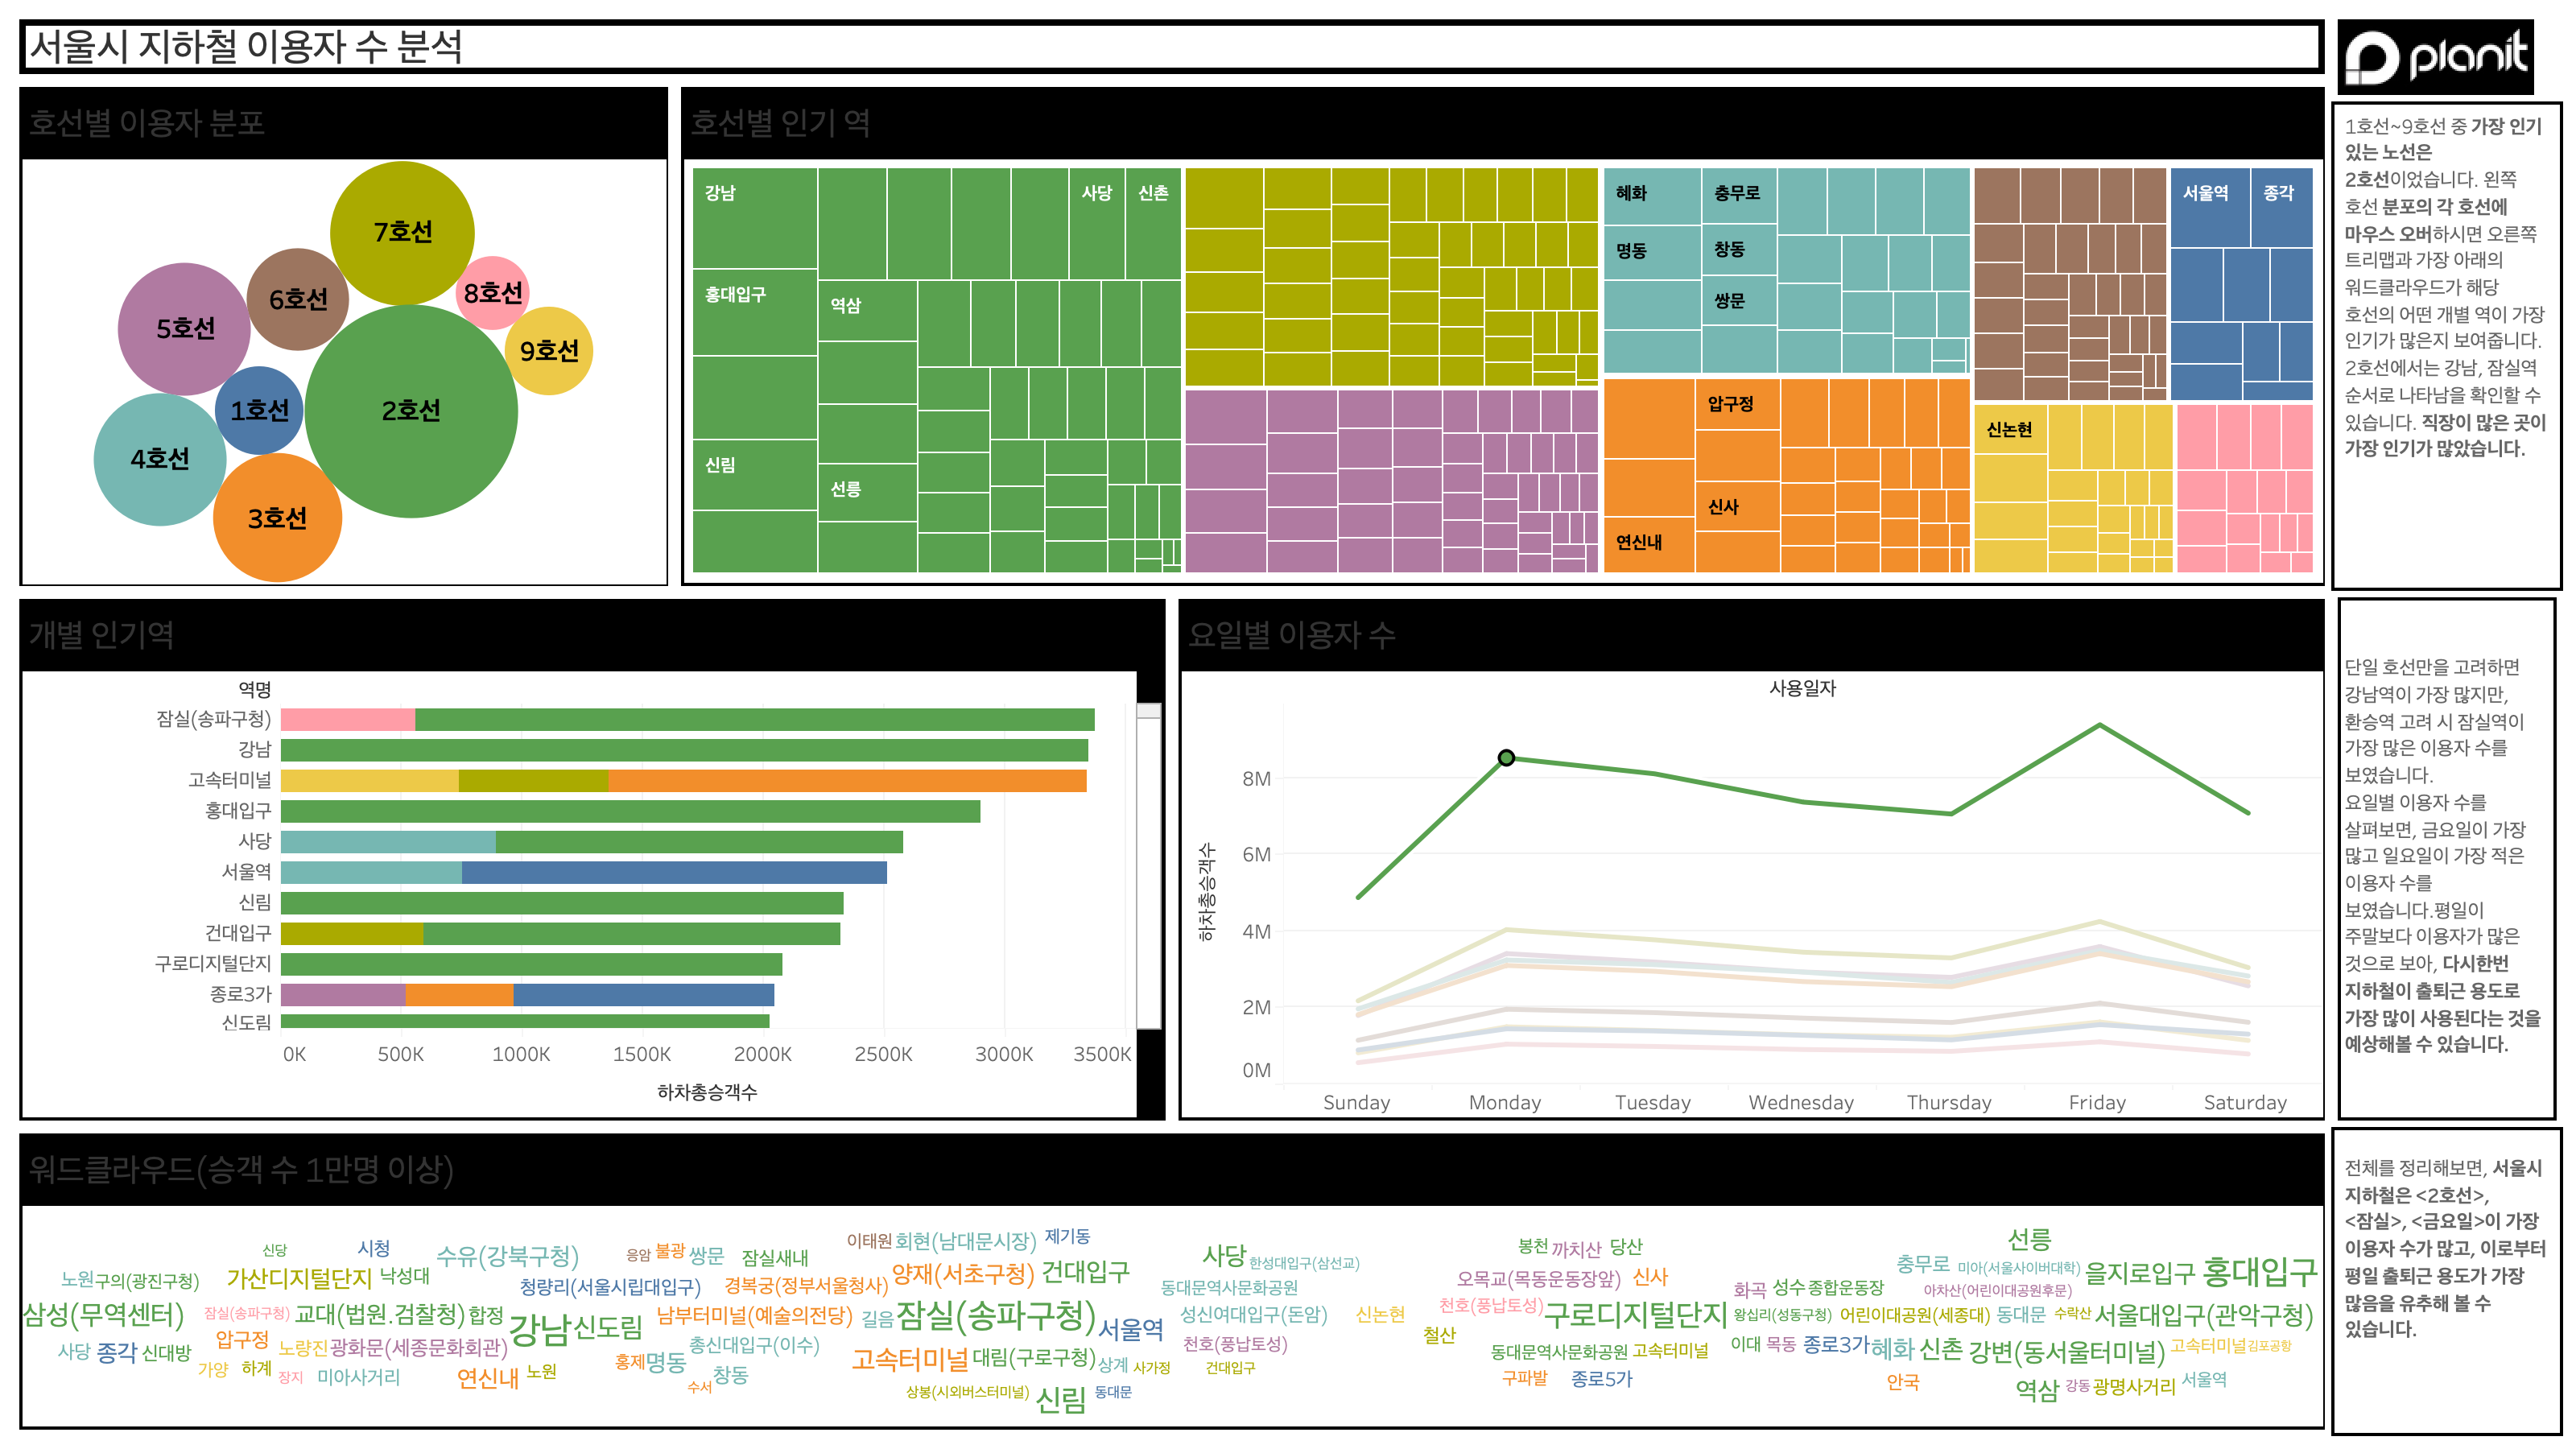 서울시 지하철 이용자 수 분석
planit
호선별 이용자 분포
7호선
8호선
6호선
5호선
9호선
1호선
2호선
4호선
3호선
호선별 인기 역
강남
사당
신촌
홍대입구
역삼
신림
선릉
혜화
충무로
명동
창동
쌍문
압구정
신사
연신내
서울역
종각
신논현
1호선~9호선 중 가장 인기
있는 노선은
2호선이었습니다. 왼쪽
호선 분포의 각 호선에
마우스 오버하시면 오른쪽
트리맵과 가장 아래의
워드클라우드가 해당
호선의 어떤 개별 역이 가장
인기가 많은지 보여줍니다.
2호선에서는 강남, 잠실역
순서로 나타남을 확인할 수
있습니다. 직장이 많은 곳이
가장 인기가 많았습니다.
개별 인기역
역명
잠실(송파구청)
강남
고속터미널
홍대입구
사당
서울역
신림
건대입구
구로디지털단지
종로3가
신도림
0K 500K 1000K 1500K 2000K 2500K 3000K 3500K
하차총승객수
요일별 이용자 수
사용일자
하차총승객수
8M
6M
4M
2M
0M
Sunday Monday Tuesday Wednesday Thursday Friday Saturday
단일 호선만을 고려하면
강남역이 가장 많지만,
환승역 고려 시 잠실역이
가장 많은 이용자 수를
보였습니다.
요일별 이용자 수를
살펴보면, 금요일이 가장
많고 일요일이 가장 적은
이용자 수를
보였습니다.평일이
주말보다 이용자가 많은
것으로 보아, 다시한번
지하철이 출퇴근 용도로
가장 많이 사용된다는 것을
예상해볼 수 있습니다.
워드클라우드(승객 수 1만명 이상)
신당 시청 수유(강북구청) 응암 불광 쌍문 잠실새내 이태원 회현(남대문시장) 제기동 사당 한성대입구(삼선교) 봉천 까치산 당산 선릉
노원 구의(광진구청) 가산디지털단지 낙성대 청량리(서울시립대입구) 경복궁(정부서울청사) 양재(서초구청) 건대입구 동대문역사문화공원 오목교(목동운동장앞) 신사 화곡 성수 종합운동장 충무로 미아(서울사이버대학) 아차산(어린이대공원후문) 을지로입구 홍대입구
삼성(무역센터) 잠실(송파구청) 교대(법원.검찰청) 합정 강남 신도림 남부터미널(예술의전당) 길음 잠실(송파구청) 서울역 성신여대입구(돈암) 신논현 천호(풍납토성) 구로디지털단지 왕십리(성동구청) 어린이대공원(세종대) 동대문 수락산 서울대입구(관악구청)
사당 종각 신대방 압구정 노량진 광화문(세종문화회관) 홍제 명동 총신대입구(이수) 고속터미널 대림(구로구청) 상계 사가정 천호(풍납토성) 건대입구 철산 동대문역사문화공원 고속터미널 이대 목동 종로3가 혜화 신촌 강변(동서울터미널) 고속터미널 김포공항
가양 하계 장지 미아사거리 연신내 노원 수서 창동 상봉(시외버스터미널) 신림 동대문 구파발 종로5가 안국 역삼 강동 광명사거리 서울역
전체를 정리해보면, 서울시
지하철은 <2호선>,
<잠실>, <금요일>이 가장
이용자 수가 많고, 이로부터
평일 출퇴근 용도가 가장
많음을 유추해 볼 수
있습니다.